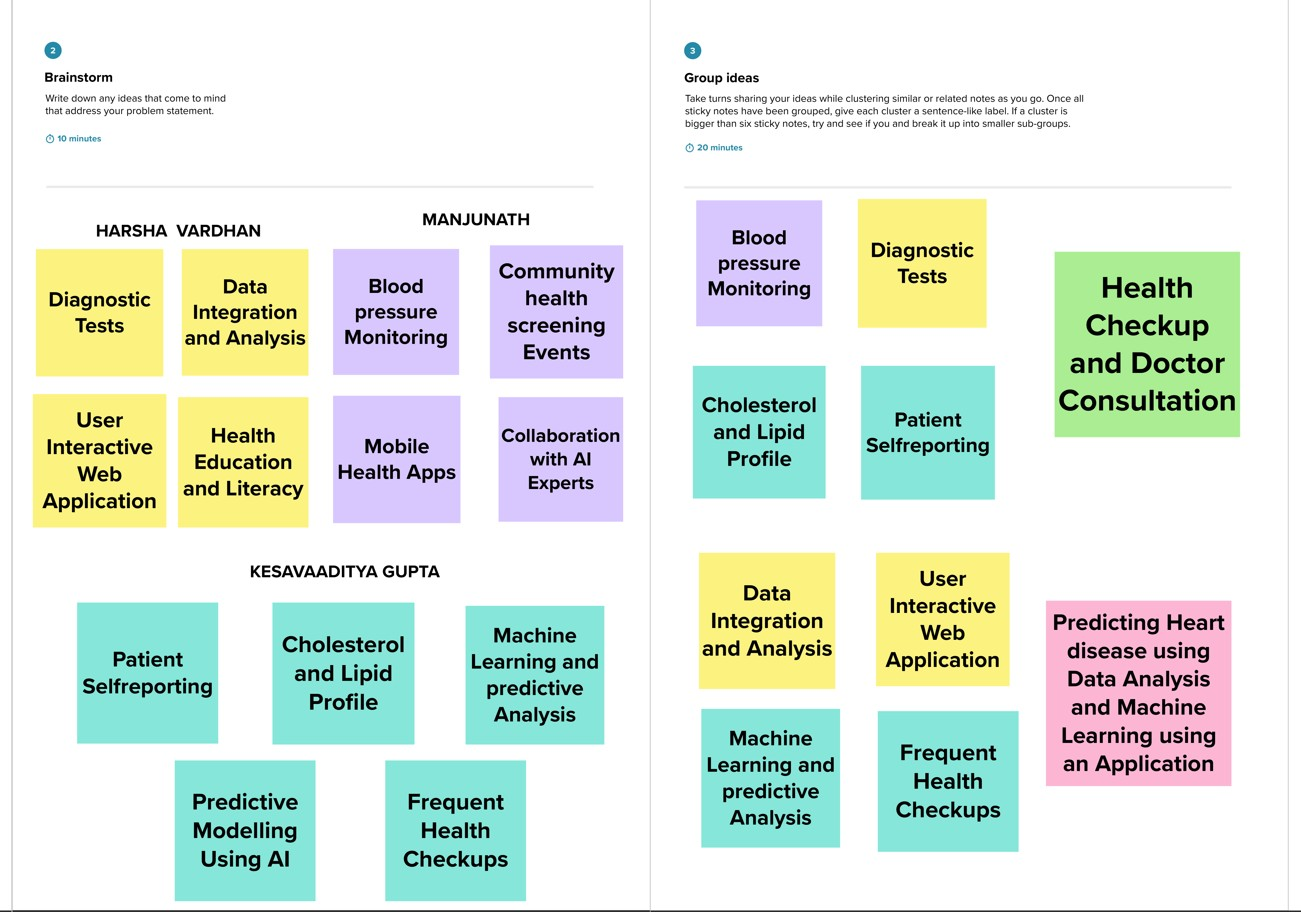 2
Brainstorm
Write down any ideas that come to mind
that address your problem statement.
10 minutes
HARSHA VARDHAN
Diagnostic
Tests
Data
Integration
and Analysis
User
Interactive
Web
Application
Health
Education
and Literacy
MANJUNATH
Blood
pressure
Monitoring
Community
health
screening
Events
Mobile
Health Apps
Collaboration
with AI
Experts
KESAVAADITYA GUPTA
Patient
Selfreporting
Cholesterol
and Lipid
Profile
Machine
Learning and
predictive
Analysis
Predictive
Modelling
Using AI
Frequent
Health
Checkups
3
Group ideas
Take turns sharing your ideas while clustering similar or related notes as you go. Once all
sticky notes have been grouped, give each cluster a sentence-like label. If a cluster is
bigger than six sticky notes, try and see if you and break it up into smaller sub-groups.
20 minutes
Blood
pressure
Monitoring
Diagnostic
Tests
Cholesterol
and Lipid
Profile
Patient
Selfreporting
Health
Checkup
and Doctor
Consultation
Data
Integration
and Analysis
User
Interactive
Web
Application
Machine
Learning and
predictive
Analysis
Frequent
Health
Checkups
Predicting Heart
disease using
Data Analysis
and Machine
Learning using
an Application